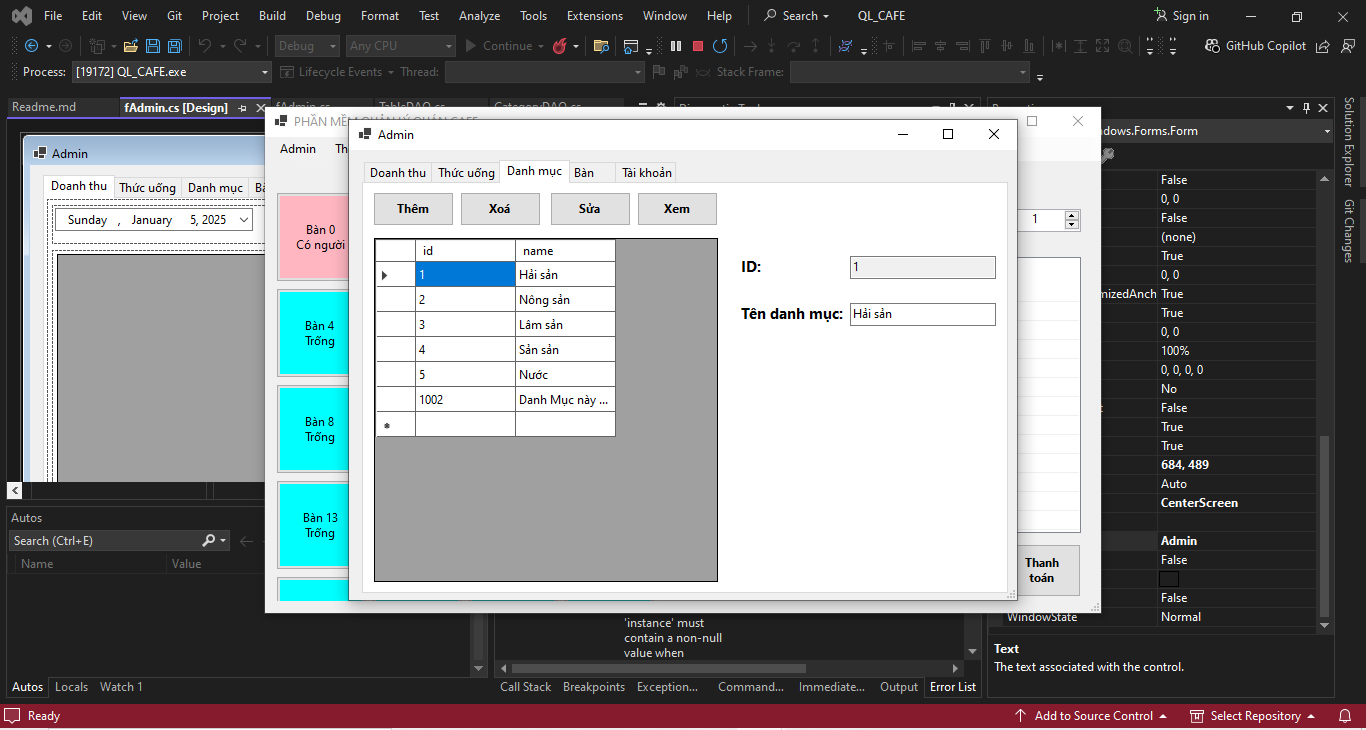 File Edit View Git Project Build Debug Format Test Analyze Tools Extensions Window Help Search QL_CAFE Sign in
Debug Any CPU Continue GitHub Copilot
Process: [19172] QL_CAFE.exe Lifecycle Events Thread: Stack Frame:
Readme.md fAdmin.cs [Design] fAdmin.cs TableDAO.cs CategoryDAO.cs
Admin
Doanh thu Thức uống Danh mục
Sunday , January 5, 2025
PHẦN MỀM QUẢN LÝ QUÁN CAFE
Admin Th
Bàn 0
Có người
Bàn 4
Trống
Bàn 8
Trống
Bàn 13
Trống
1
Thanh
toán
Admin
Doanh thu Thức uống Danh mục Bàn Tài khoản
Thêm Xoá Sửa Xem
id name
1 Hải sản
2 Nông sản
3 Lâm sản
4 Sản sản
5 Nước
1002 Danh Mục này ...
*
ID: 1
Tên danh mục: Hải sản
ndows.Forms.Form
False
0, 0
False
(none)
True
0, 0
mizedAnch True
True
0, 0
100%
0, 0, 0, 0
No
False
True
True
684, 489
Auto
CenterScreen
Admin
False
False
WindowState Normal
Text
The text associated with the control.
Solution Explorer
Git Changes
Autos
Search (Ctrl+E)
Name Value
Autos Locals Watch 1
'instance' must
contain a non-null
value when
Call Stack Breakpoints Exception... Command... Immediate... Output Error List
Ready Add to Source Control Select Repository